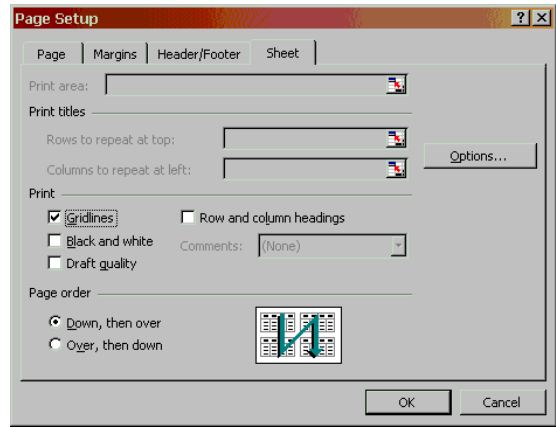 Page Setup
Page Margins Header/Footer Sheet
Print area:
Print titles
Rows to repeat at top:
Columns to repeat at left:
Options...
Print
Gridlines Row and column headings
Black and white Comments: (None)
Draft quality
Page order
Down, then over
Over, then down
OK Cancel